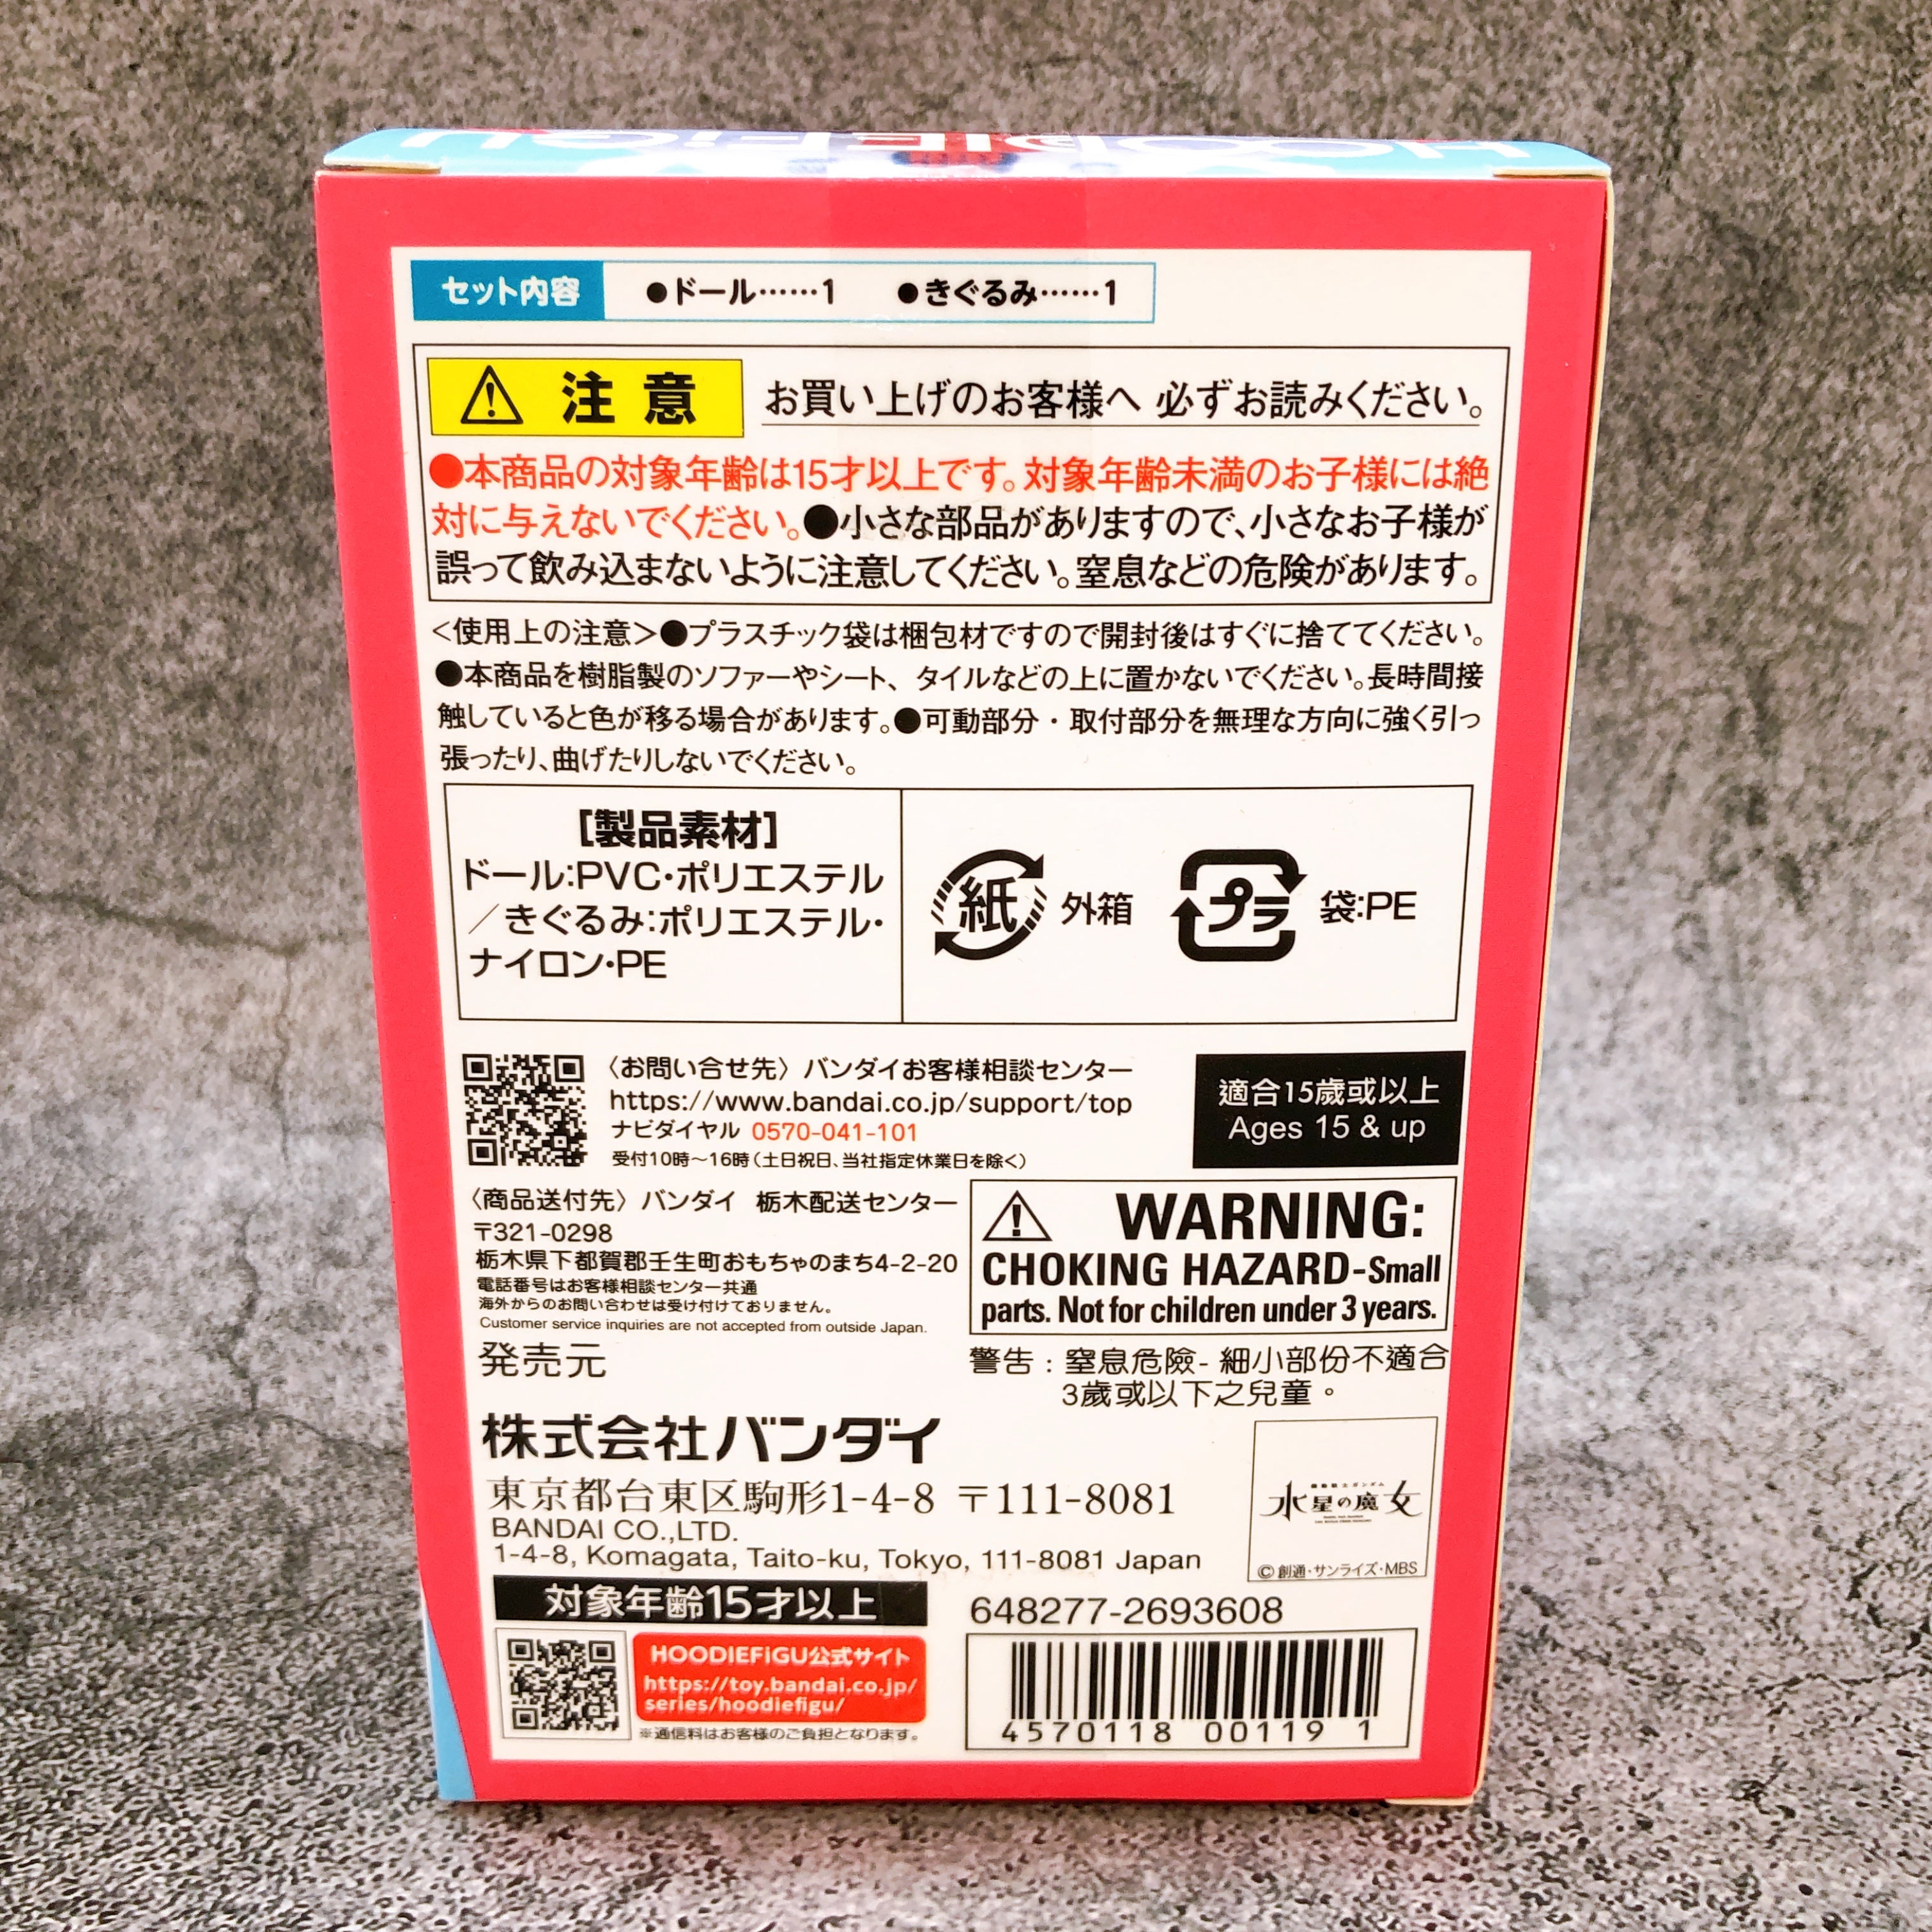 HOODIEFiGU
セット内容 ●ドール……1 ●きぐるみ……1
注意 お買い上げのお客様へ 必ずお読みください。
●本商品の対象年齢は15才以上です。対象年齢未満のお子様には絶
対に与えないでください。●小さな部品がありますので、小さなお子様が
誤って飲み込まないように注意してください。窒息などの危険があります。
<使用上の注意>●プラスチック袋は梱包材ですので開封後はすぐに捨ててください。
●本商品を樹脂製のソファーやシート、タイルなどの上に置かないでください。長時間接
触していると色が移る場合があります。●可動部分・取付部分を無理な方向に強く引っ
張ったり、曲げたりしないでください。
[製品素材]
ドール:PVC・ポリエステル
／きぐるみ:ポリエステル・
ナイロン・PE
紙 外箱 プラ 袋:PE
〈お問い合せ先〉バンダイお客様相談センター
https://www.bandai.co.jp/support/top
ナビダイヤル 0570-041-101
受付10時～16時(土日祝日、当社指定休業日を除く)
適合15歲或以上
Ages 15 & up
〈商品送付先〉バンダイ 栃木配送センター
〒321-0298
栃木県下都賀郡壬生町おもちゃのまち4-2-20
電話番号はお客様相談センター共通
海外からのお問い合わせは受け付けておりません。
Customer service inquiries are not accepted from outside Japan.
WARNING:
CHOKING HAZARD-Small
parts. Not for children under 3 years.
警告：窒息危險- 細小部份不適合
3歲或以下之兒童。
発売元
株式会社バンダイ
東京都台東区駒形1-4-8 〒111-8081
BANDAI CO.,LTD.
1-4-8, Komagata, Taito-ku, Tokyo, 111-8081 Japan
機動戦士ガンダム
水星の魔女
©創通・サンライズ・MBS
対象年齢15才以上
HOODIEFiGU公式サイト
https://toy.bandai.co.jp/
series/hoodiefigu/
※通信料はお客様のご負担となります。
648277-2693608
4570118 00119 1